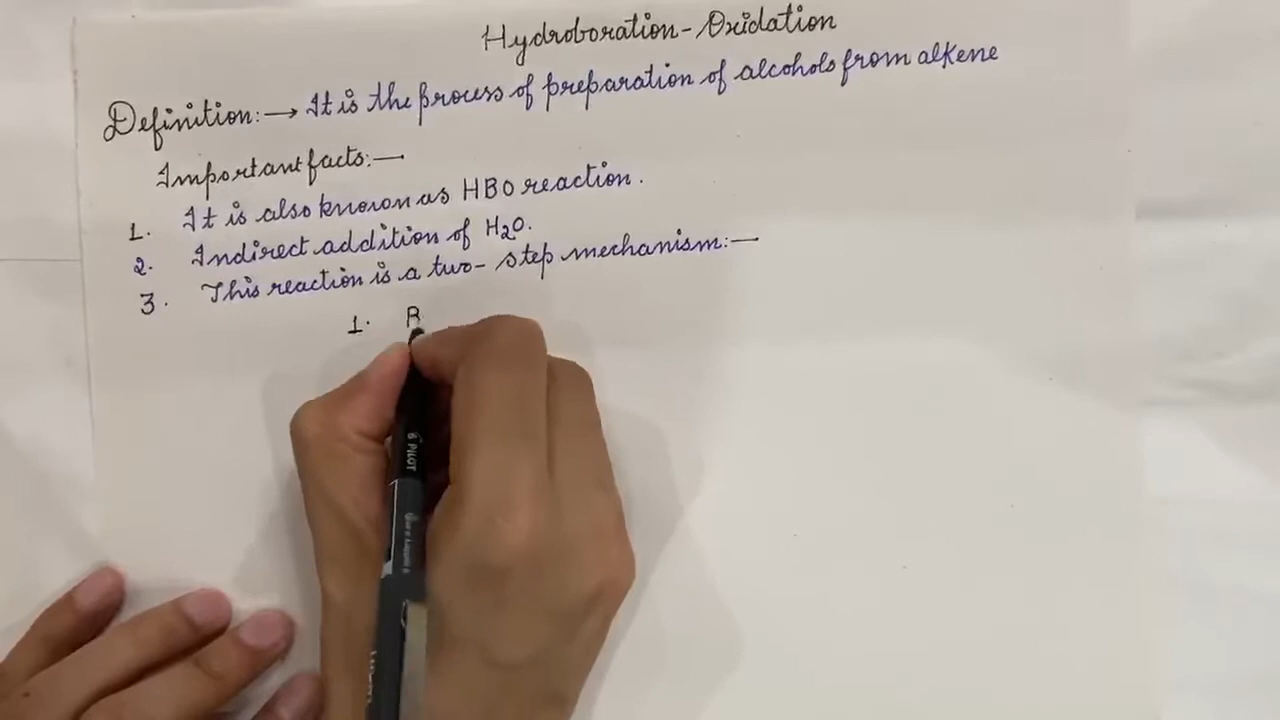 Hydroboration-Oxidation
Definition:→ It is the process of preparation of alcohols from alkene
Important facts:—
1. It is also known as HBO reaction.
2. Indirect addition of H₂O.
3. This reaction is a two-step mechanism:—
1. R
PILOT